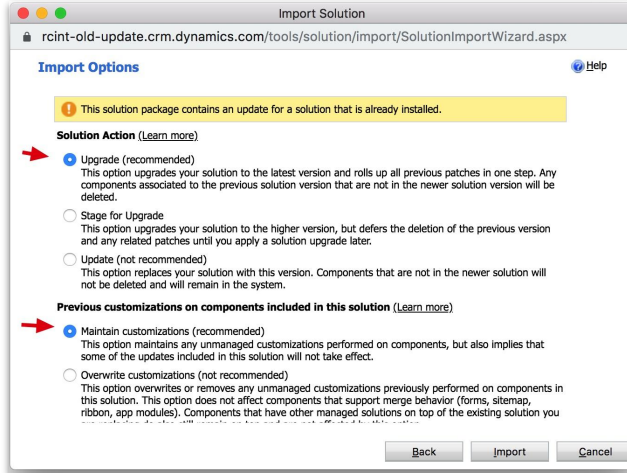 Import Solution
rcint-old-update.crm.dynamics.com/tools/solution/import/SolutionImportWizard.aspx
Import Options
Help
This solution package contains an update for a solution that is already installed.
Solution Action (Learn more)
Upgrade (recommended)
This option upgrades your solution to the latest version and rolls up all previous patches in one step. Any
components associated to the previous solution version that are not in the newer solution version will be
deleted.
Stage for Upgrade
This option upgrades your solution to the higher version, but defers the deletion of the previous version
and any related patches until you apply a solution upgrade later.
Update (not recommended)
This option replaces your solution with this version. Components that are not in the newer solution will
not be deleted and will remain in the system.
Previous customizations on components included in this solution (Learn more)
Maintain customizations (recommended)
This option maintains any unmanaged customizations performed on components, but also implies that
some of the updates included in this solution will not take effect.
Overwrite customizations (not recommended)
This option overwrites or removes any unmanaged customizations previously performed on components in
this solution. This option does not affect components that support merge behavior (forms, sitemap,
ribbon, app modules). Components that have other managed solutions on top of the existing solution you
Back
Import
Cancel